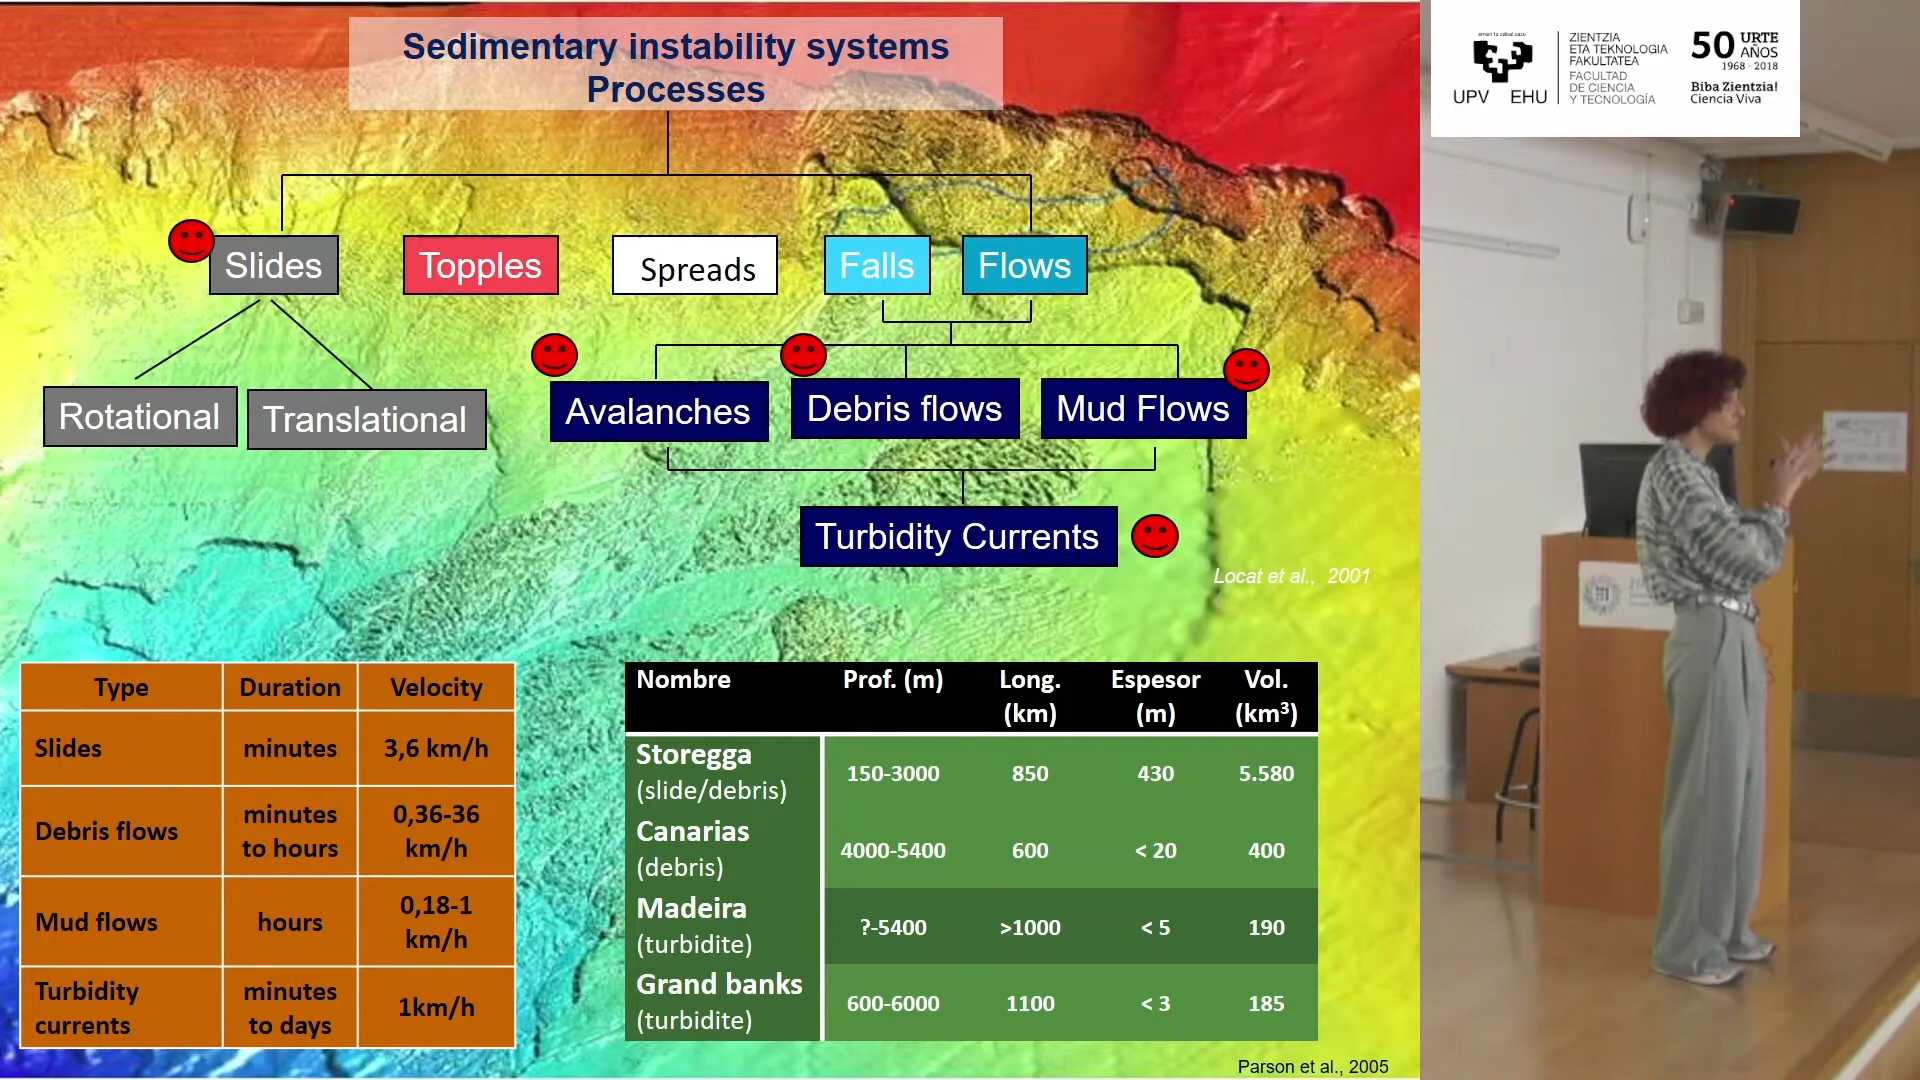 Sedimentary instability systems
Processes
Slides
Topples
Spreads
Falls
Flows
Rotational
Translational
Avalanches
Debris flows
Mud Flows
Turbidity Currents
Locat et al., 2001
Type Duration Velocity
Slides minutes 3,6 km/h
Debris flows minutes to hours 0,36-36 km/h
Mud flows hours 0,18-1 km/h
Turbidity currents minutes to days 1km/h
Nombre Prof. (m) Long. (km) Espesor (m) Vol. (km³)
Storegga (slide/debris) 150-3000 850 430 5.580
Canarias (debris) 4000-5400 600 < 20 400
Madeira (turbidite) ?-5400 >1000 < 5 190
Grand banks (turbidite) 600-6000 1100 < 3 185
Parson et al., 2005
eman ta zabal zazu
UPV EHU
ZIENTZIA
ETA TEKNOLOGIA
FAKULTATEA
FACULTAD
DE CIENCIA
Y TECNOLOGÍA
50 URTE
AÑOS
1968 - 2018
Biba Zientzia!
Ciencia Viva